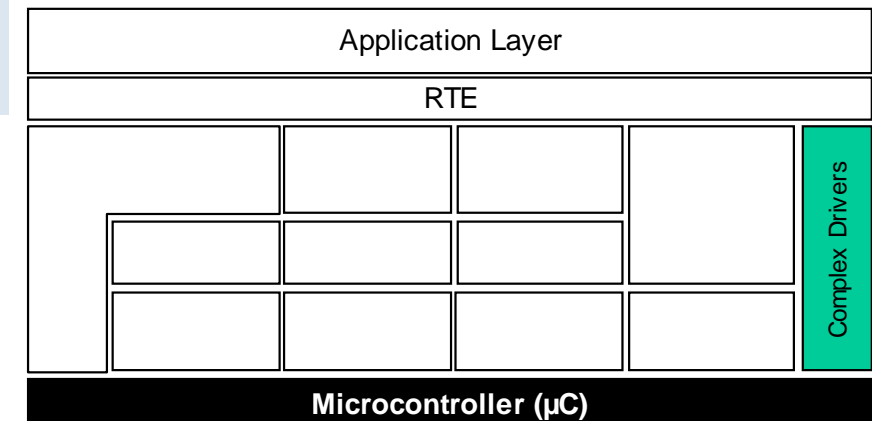 Application Layer
RTE
Complex Drivers
Microcontroller (µC)